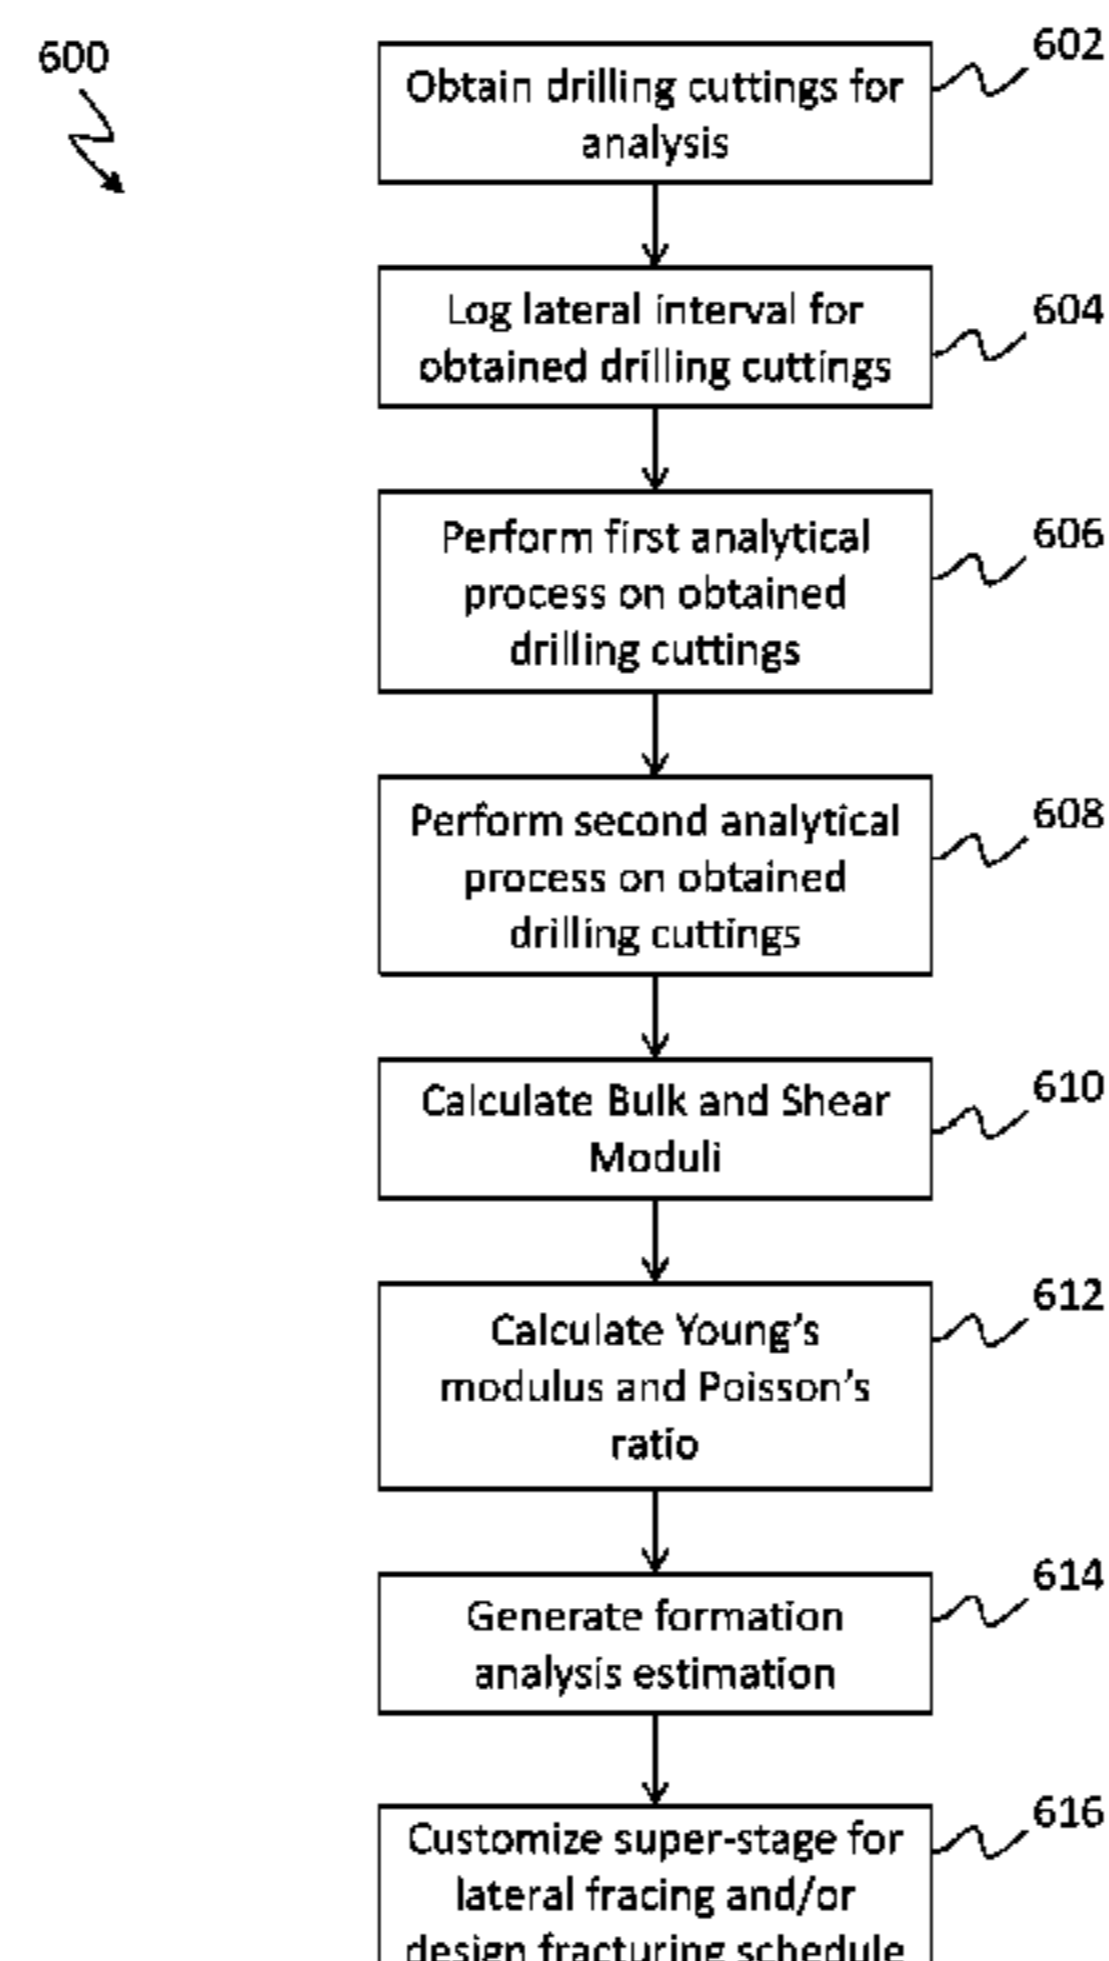 600
602
Obtain drilling cuttings for
analysis
604
Log lateral interval for
obtained drilling cuttings
606
Perform first analytical
process on obtained
drilling cuttings
608
Perform second analytical
process on obtained
drilling cuttings
610
Calculate Bulk and Shear
Moduli
612
Calculate Young’s
modulus and Poisson’s
ratio
614
Generate formation
analysis estimation
616
Customize super-stage for
lateral fracing and/or
design fracturing schedule